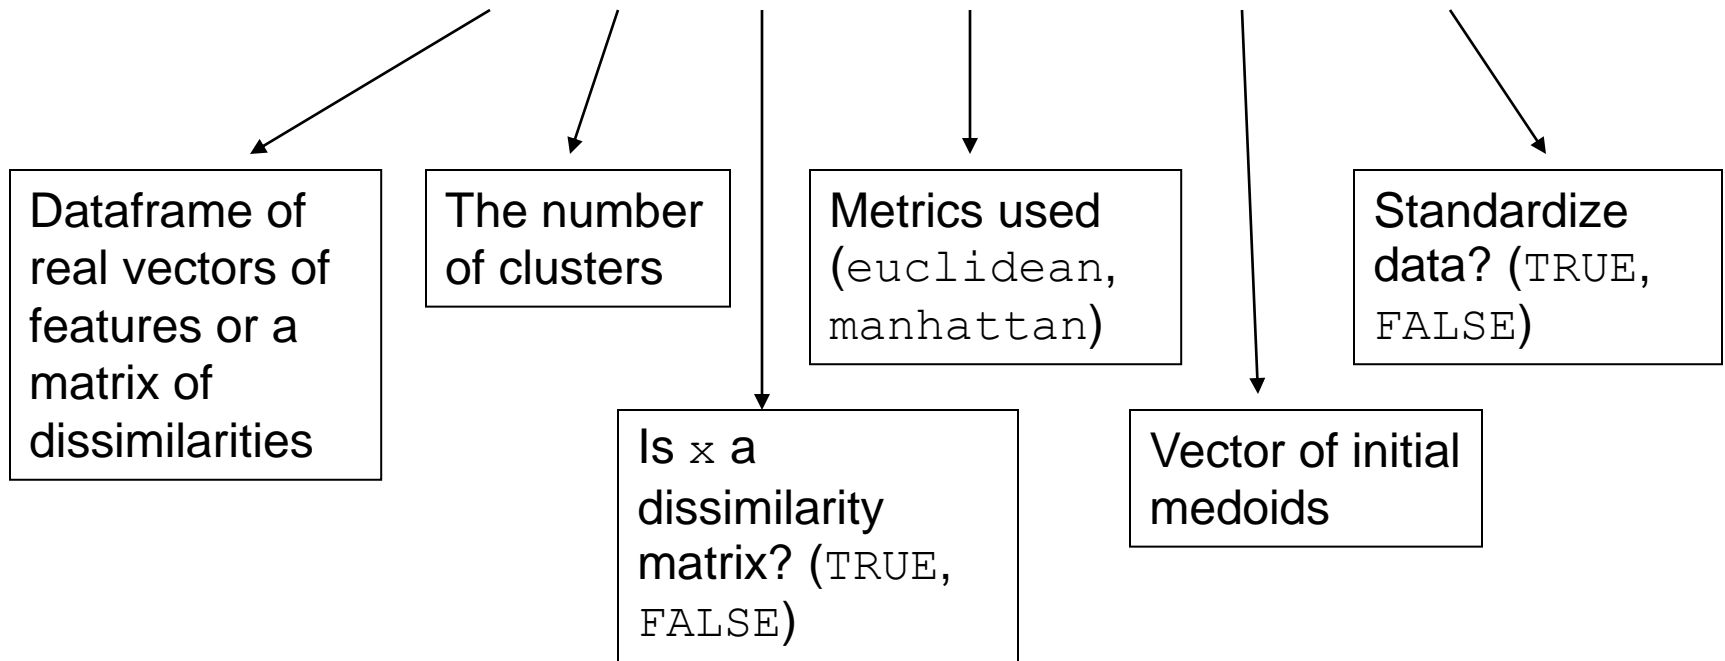 Dataframe of
real vectors of
features or a
matrix of
dissimilarities
The number
of clusters
Is x a
dissimilarity
matrix? (TRUE,
FALSE)
Metrics used
(euclidean,
manhattan)
Vector of initial
medoids
Standardize
data? (TRUE,
FALSE)